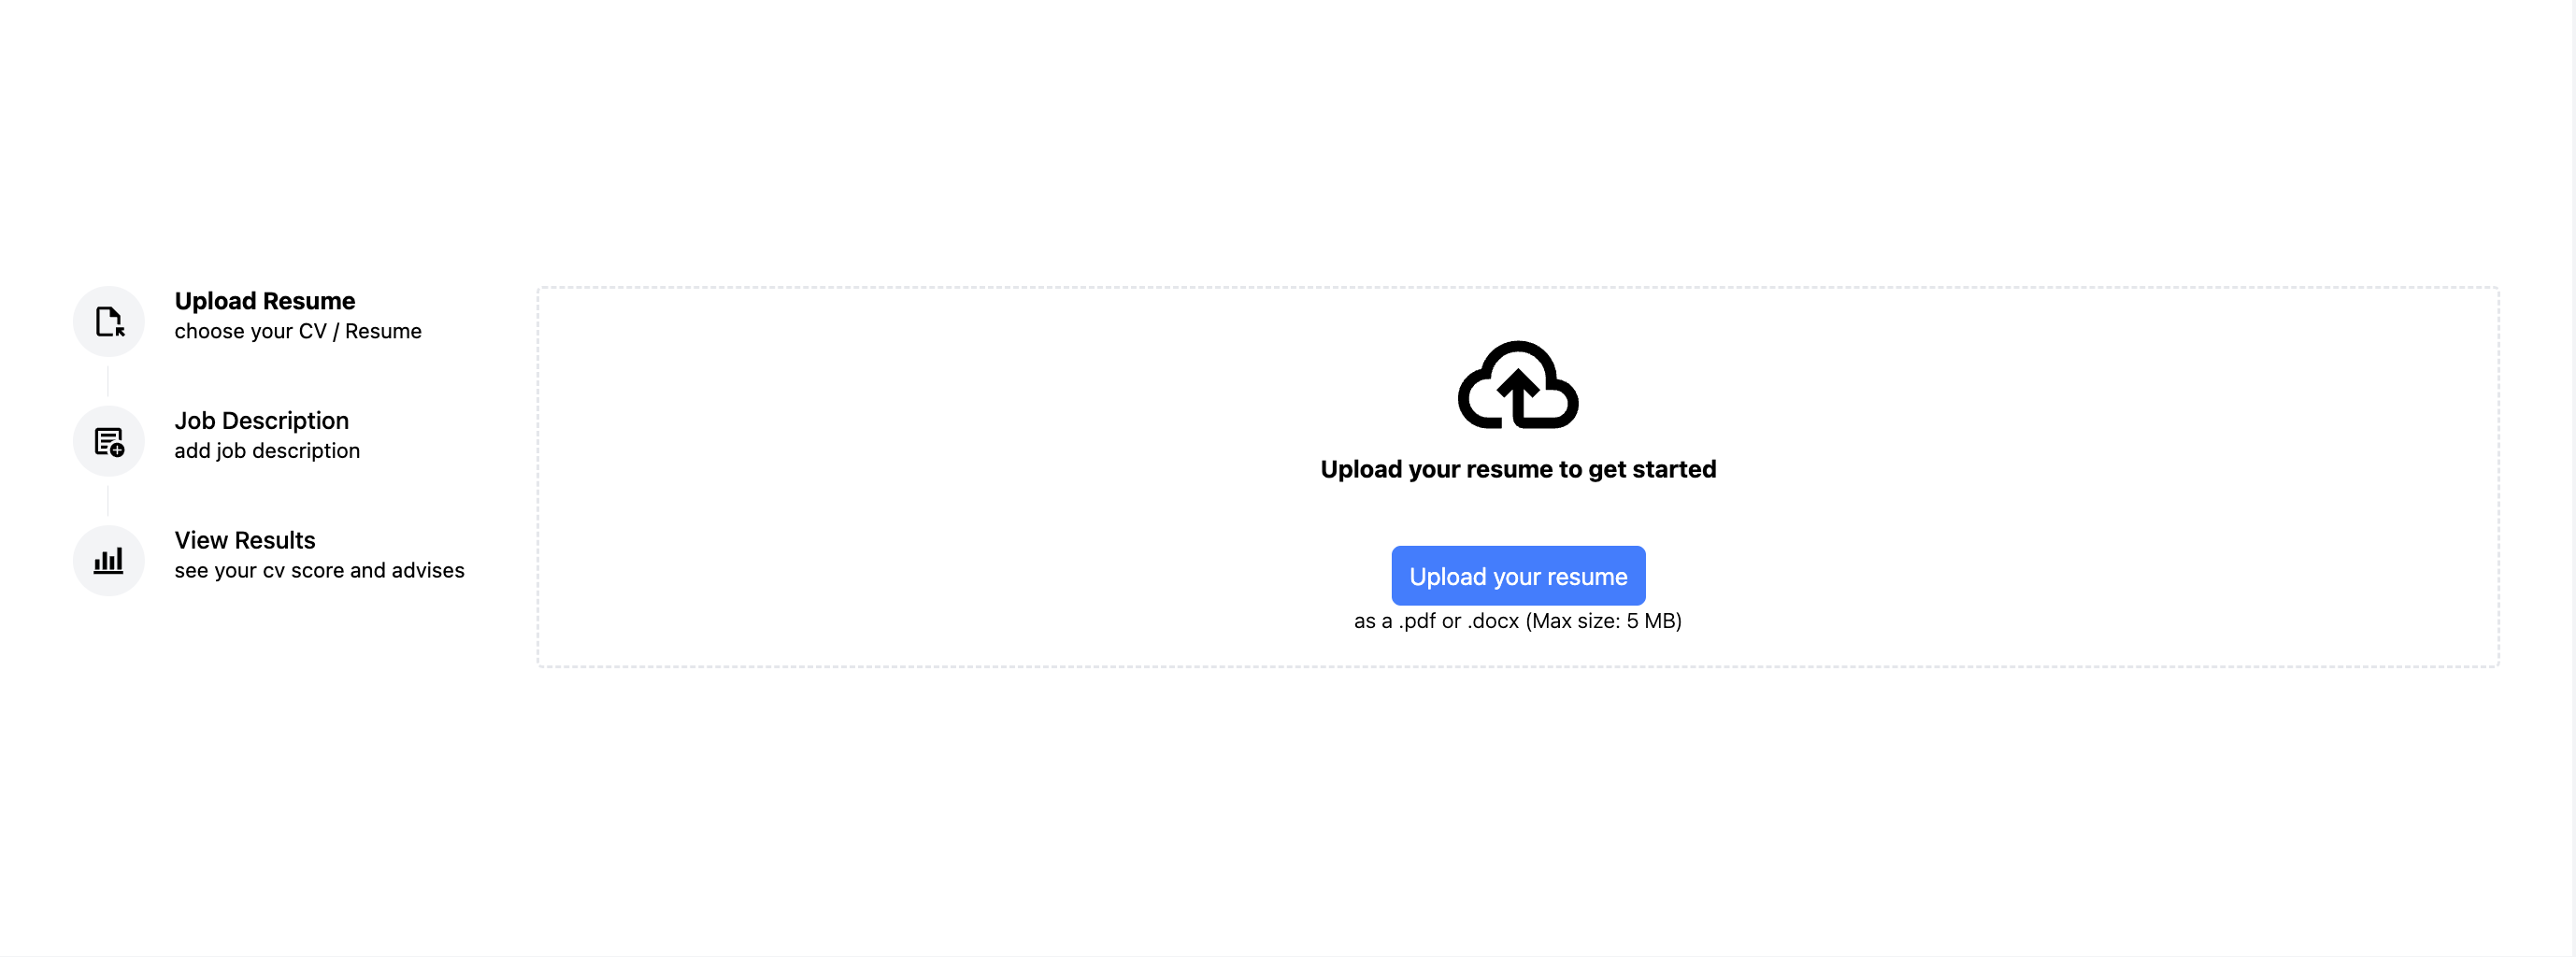 Upload Resume
choose your CV / Resume
Job Description
add job description
View Results
see your cv score and advises
Upload your resume to get started
Upload your resume
as a .pdf or .docx (Max size: 5 MB)